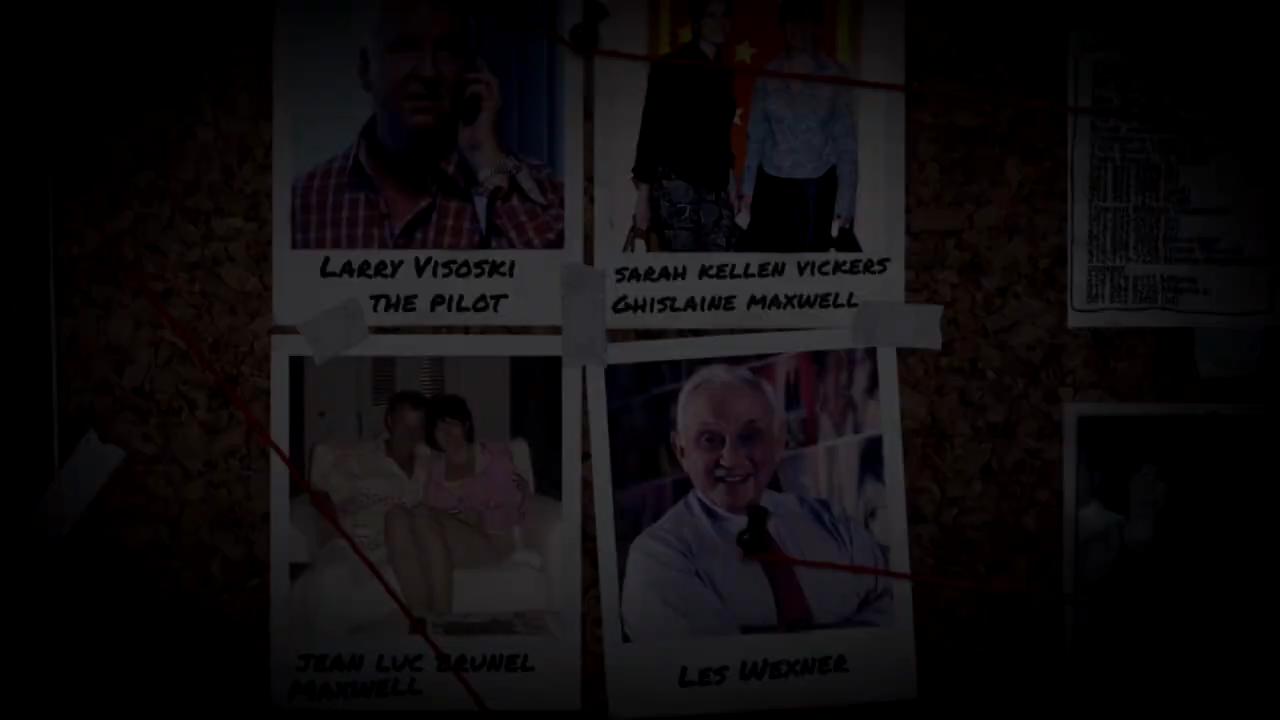 Larry Visoski
the pilot
Sarah Kellen Vickers
Ghislaine Maxwell
Jean Luc Brunel
Maxwell
Les Wexner